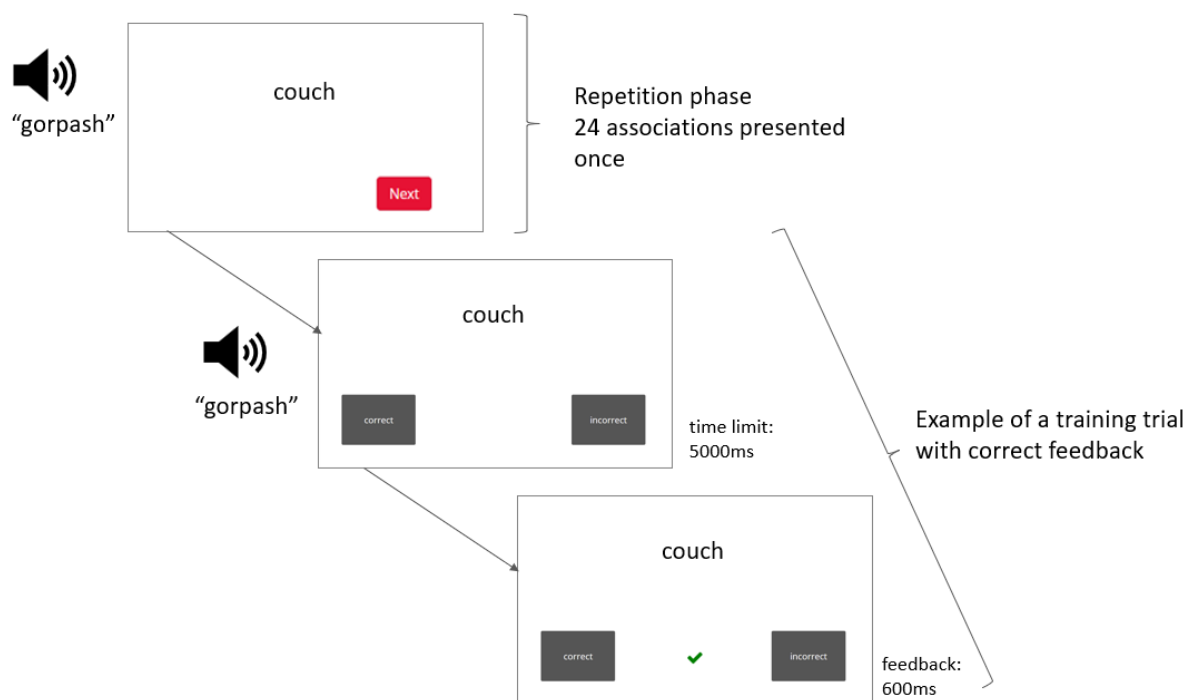 couch
“gorpash”
Next
Repetition phase
24 associations presented
once
couch
“gorpash”
correct
incorrect
time limit:
5000ms
Example of a training trial
with correct feedback
couch
correct
incorrect
feedback:
600ms